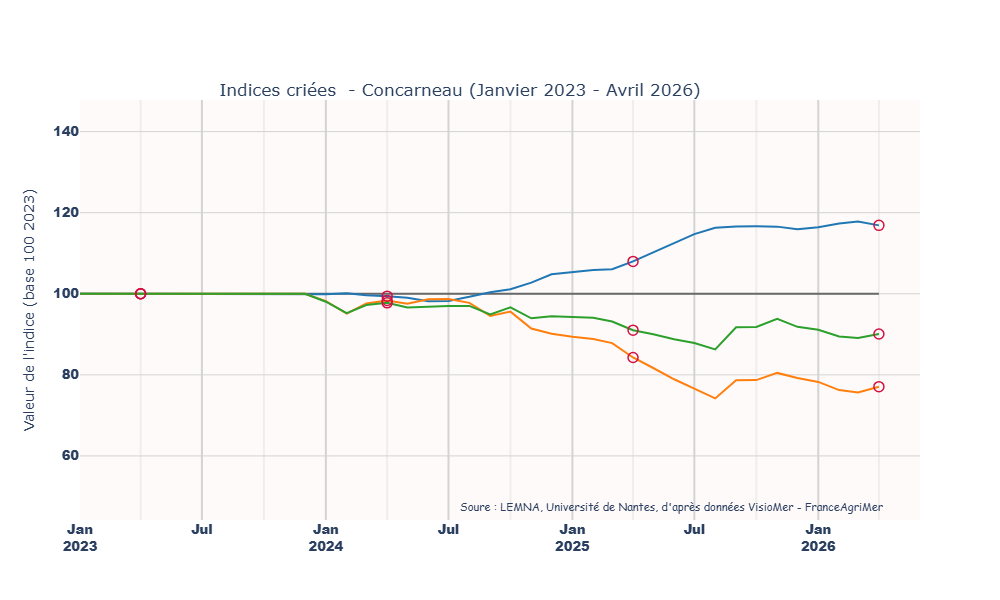 Indices criées  - Concarneau (Janvier 2023 - Avril 2026)
Valeur de l'indice (base 100 2023)
140
120
100
80
60
Soure : LEMNA, Université de Nantes, d'après données VisioMer - FranceAgriMer
Jan Jul Jan Jul Jan Jul Jan
2023 2024 2025 2026